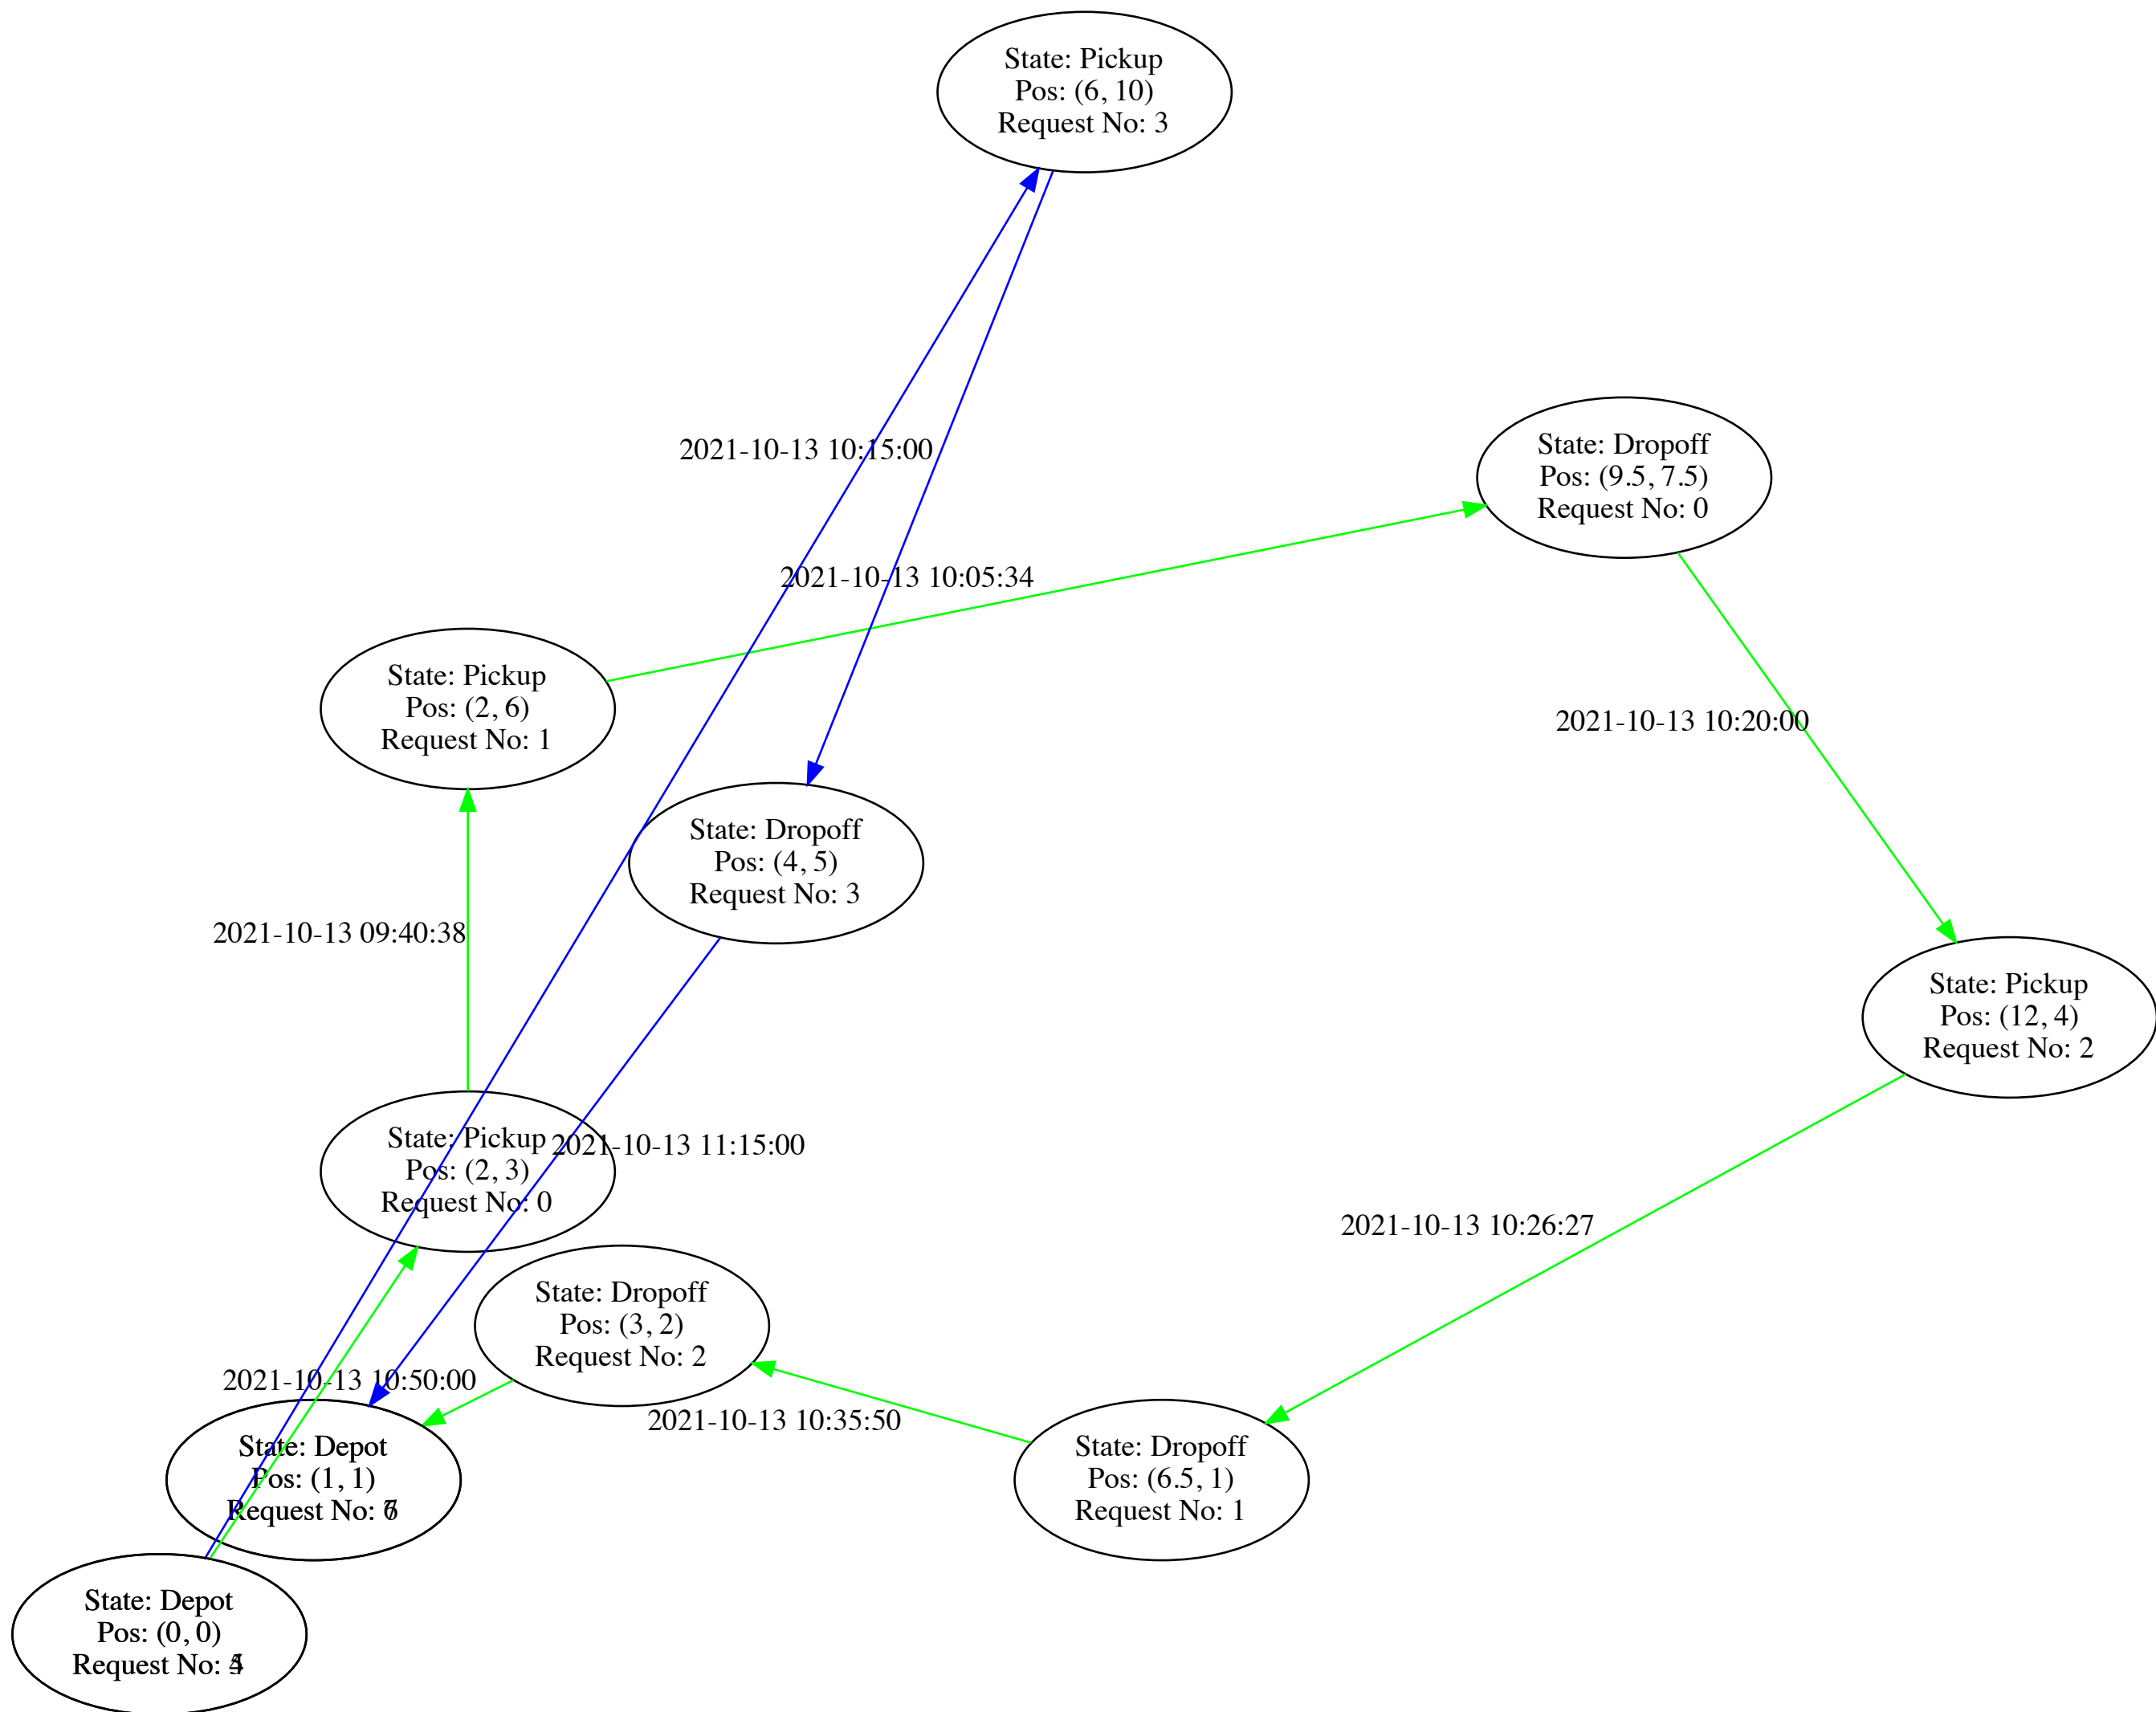 State: Pickup
Pos: (6, 10)
Request No: 3
State: Dropoff
Pos: (9.5, 7.5)
Request No: 0
2021-10-13 10:15:00
2021-10-13 10:05:34
State: Pickup
Pos: (2, 6)
Request No: 1
2021-10-13 10:20:00
State: Dropoff
Pos: (4, 5)
Request No: 3
2021-10-13 09:40:38
State: Pickup
Pos: (12, 4)
Request No: 2
State: Pickup
Pos: (2, 3)
Request No: 0
2021-10-13 11:15:00
2021-10-13 10:26:27
State: Dropoff
Pos: (3, 2)
Request No: 2
2021-10-13 10:50:00
2021-10-13 10:35:50
State: Depot
Pos: (1, 1)
Request No:
State: Dropoff
Pos: (6.5, 1)
Request No: 1
State: Depot
Pos: (0, 0)
Request No: